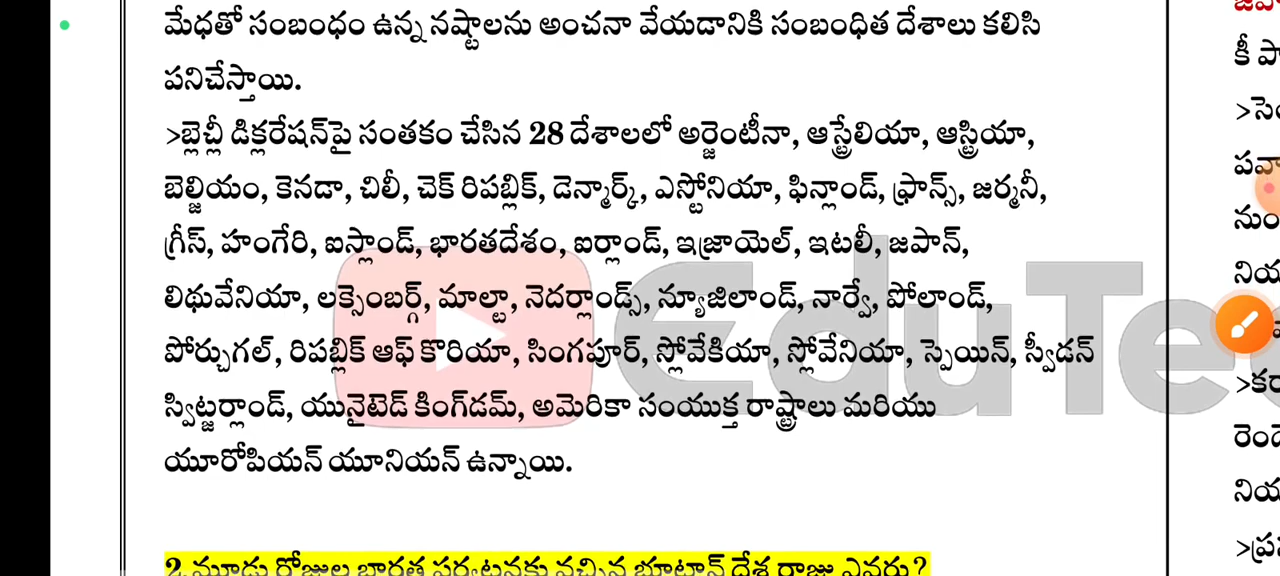 మేధతో సంబంధం ఉన్న నష్టాలను అంచనా వేయడానికి సంబంధిత దేశాలు కలిసి
పనిచేస్తాయి.
>బ్లెచ్లీ డిక్లరేషన్‌పై సంతకం చేసిన 28 దేశాలలో అర్జెంటీనా, ఆస్ట్రేలియా, ఆస్ట్రియా,
బెల్జియం, కెనడా, చిలీ, చెక్ రిపబ్లిక్, డెన్మార్క్, ఎస్టోనియా, ఫిన్లాండ్, ఫ్రాన్స్, జర్మనీ,
గ్రీస్, హంగేరి, ఐస్లాండ్, భారతదేశం, ఐర్లాండ్, ఇజ్రాయెల్, ఇటలీ, జపాన్,
లిథువేనియా, లక్సెంబర్గ్, మాల్టా, నెదర్లాండ్స్, న్యూజిలాండ్, నార్వే, పోలాండ్,
పోర్చుగల్, రిపబ్లిక్ ఆఫ్ కొరియా, సింగపూర్, స్లోవేకియా, స్లోవేనియా, స్పెయిన్, స్వీడన్
స్విట్జర్లాండ్, యునైటెడ్ కింగ్‌డమ్, అమెరికా సంయుక్త రాష్ట్రాలు మరియు
యూరోపియన్ యూనియన్ ఉన్నాయి.
2.మూడు రోజుల భారత పర్యటనకు వచ్చిన భూటాన్ దేశ రాజు ఎవరు?
EduTe